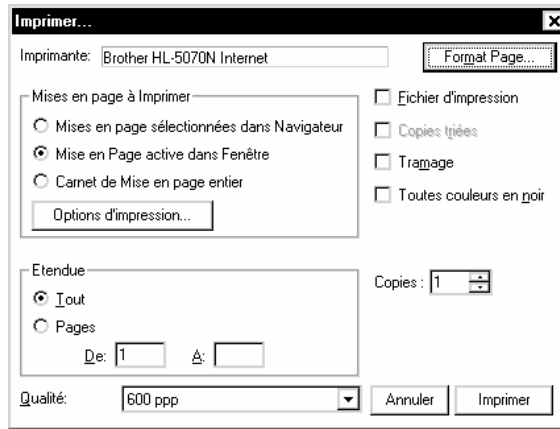 Imprimer...
Imprimante: Brother HL-5070N Internet
Format Page...
Mises en page à Imprimer
Mises en page sélectionnées dans Navigateur
Mise en Page active dans Fenêtre
Carnet de Mise en page entier
Options d'impression...
Fichier d'impression
Copies triées
Tramage
Toutes couleurs en noir
Etendue
Tout
Pages
De: 1 A:
Copies : 1
Qualité: 600 ppp
Annuler
Imprimer